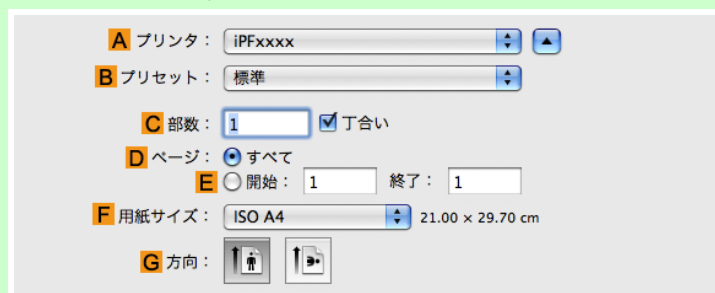 A プリンタ： iPFxxxx
B プリセット： 標準
C 部数： 1 丁合い
D ページ： すべて
E 開始： 1 終了： 1
F 用紙サイズ： ISO A4 21.00 × 29.70 cm
G 方向：